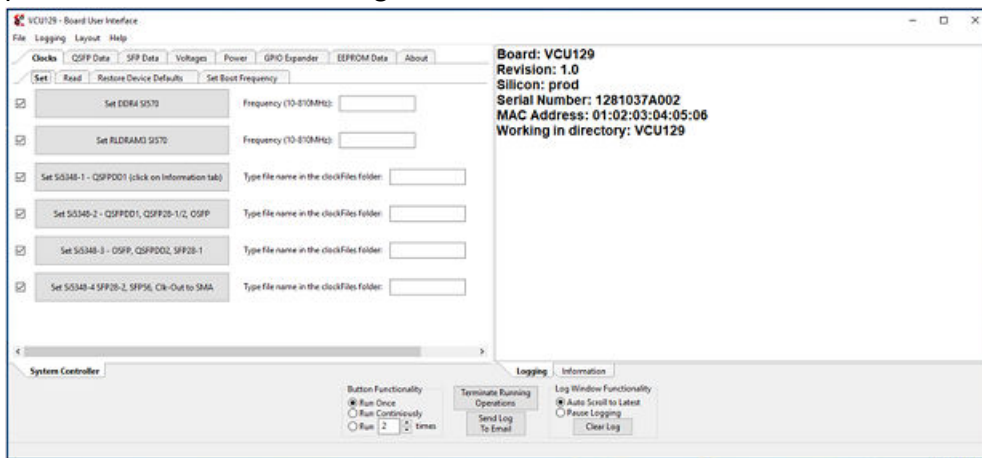 VCU129 - Board User Interface
File Logging Layout Help
Clocks QSFP Data SFP Data Voltages Power GPIO Expander EEPROM Data About
Set Read Restore Device Defaults Set Boot Frequency
Set DDR4 SI570 Frequency (10-810MHz):
Set RLDRAM3 SI570 Frequency (10-810MHz):
Set Si5348-1 - QSFPDD1 (click on Information tab) Type file name in the clockFiles folder:
Set Si5348-2 - QSFPDD1, QSFP28-1/2, OSFP Type file name in the clockFiles folder:
Set Si5348-3 - OSFP, QSFPDD2, SFP28-1 Type file name in the clockFiles folder:
Set Si5348-4 SFP28-2, SFP56, Clk-Out to SMA Type file name in the clockFiles folder:
System Controller
Board: VCU129
Revision: 1.0
Silicon: prod
Serial Number: 1281037A002
MAC Address: 01:02:03:04:05:06
Working in directory: VCU129
Logging Information
Button Functionality
Run Once
Run Continiously
Run 2 times
Terminate Running
Operations
Send Log
To Email
Log Window Functionality
Auto Scroll to Latest
Pause Logging
Clear Log